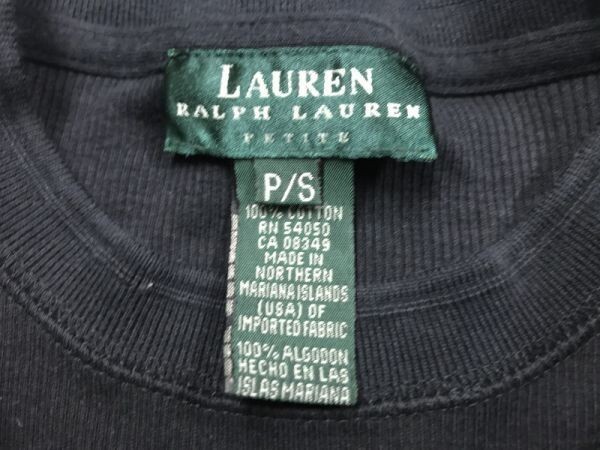 LAUREN
RALPH LAUREN
PETITE
P/S
100% COTTON
RN 54050
CA 08349
MADE IN
NORTHERN
MARIANA ISLANDS
(USA) OF
IMPORTED FABRIC
100% ALGODON
HECHO EN LAS
ISLAS MARIANA